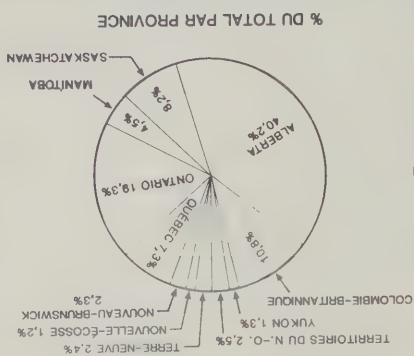 TERRE-NEUVE 2,4%
TERRITOIRES DU N.-O. 2,5%
NOUVELLE-ÉCOSSE 1,2%
YUKON 1,3%
NOUVEAU-BRUNSWICK
2,3%
COLOMBIE-BRITANNIQUE
10,8%
QUÉBEC 7,3%
ONTARIO 19,3%
ALBERTA
40,2%
4,5%
MANITOBA
8,2%
SASKATCHEWAN
% DU TOTAL PAR PROVINCE